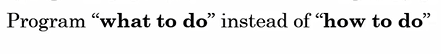 Program “what to do” instead of “how to do”